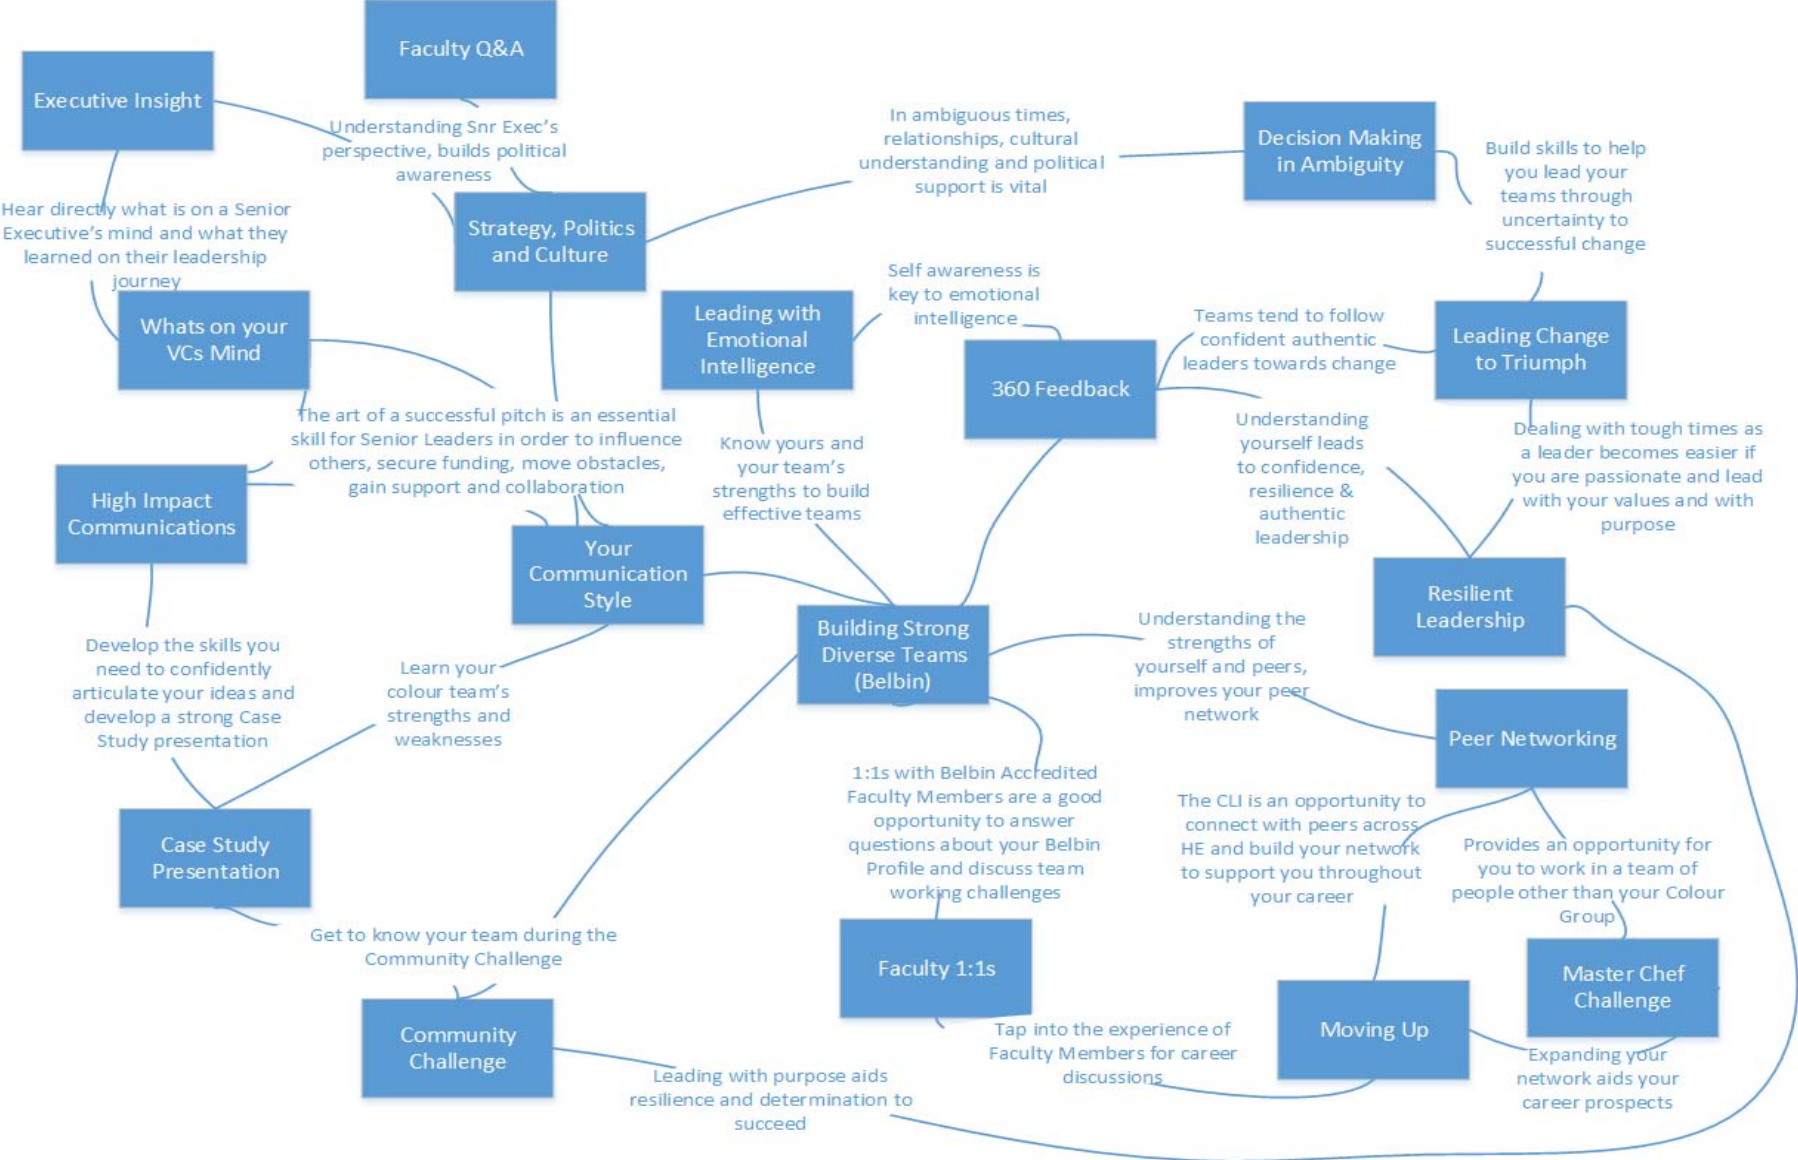 Faculty Q&A
Executive Insight
Understanding Snr Exec's
perspective, builds political
awareness
In ambiguous times,
relationships, cultural
understanding and political
support is vital
Decision Making
in Ambiguity
Build skills to help
you lead your
teams through
uncertainty to
successful change
Hear directly what is on a Senior
Executive's mind and what they
learned on their leadership
journey
Strategy, Politics
and Culture
Whats on your
VCs Mind
Leading with
Emotional
Intelligence
Self awareness is
key to emotional
intelligence
360 Feedback
Teams tend to follow
confident authentic
leaders towards change
Leading Change
to Triumph
The art of a successful pitch is an essential
skill for Senior Leaders in order to influence
others, secure funding, move obstacles,
gain support and collaboration
Know yours and
your team's
strengths to build
effective teams
Understanding
yourself leads
to confidence,
resilience &
authentic
leadership
Dealing with tough times as
a leader becomes easier if
you are passionate and lead
with your values and with
purpose
High Impact
Communications
Your
Communication
Style
Building Strong
Diverse Teams
(Belbin)
Resilient
Leadership
Understanding the
strengths of
yourself and peers,
improves your peer
network
Develop the skills you
need to confidently
articulate your ideas and
develop a strong Case
Study presentation
Learn your
colour team's
strengths and
weaknesses
Peer Networking
1:1s with Belbin Accredited
Faculty Members are a good
opportunity to answer
questions about your Belbin
Profile and discuss team
working challenges
The CLI is an opportunity to
connect with peers across
HE and build your network
to support you throughout
your career
Provides an opportunity for
you to work in a team of
people other than your Colour
Group
Case Study
Presentation
Get to know your team during the
Community Challenge
Faculty 1:1s
Master Chef
Challenge
Community
Challenge
Moving Up
Tap into the experience of
Faculty Members for career
discussions
Expanding your
network aids your
career prospects
Leading with purpose aids
resilience and determination to
succeed